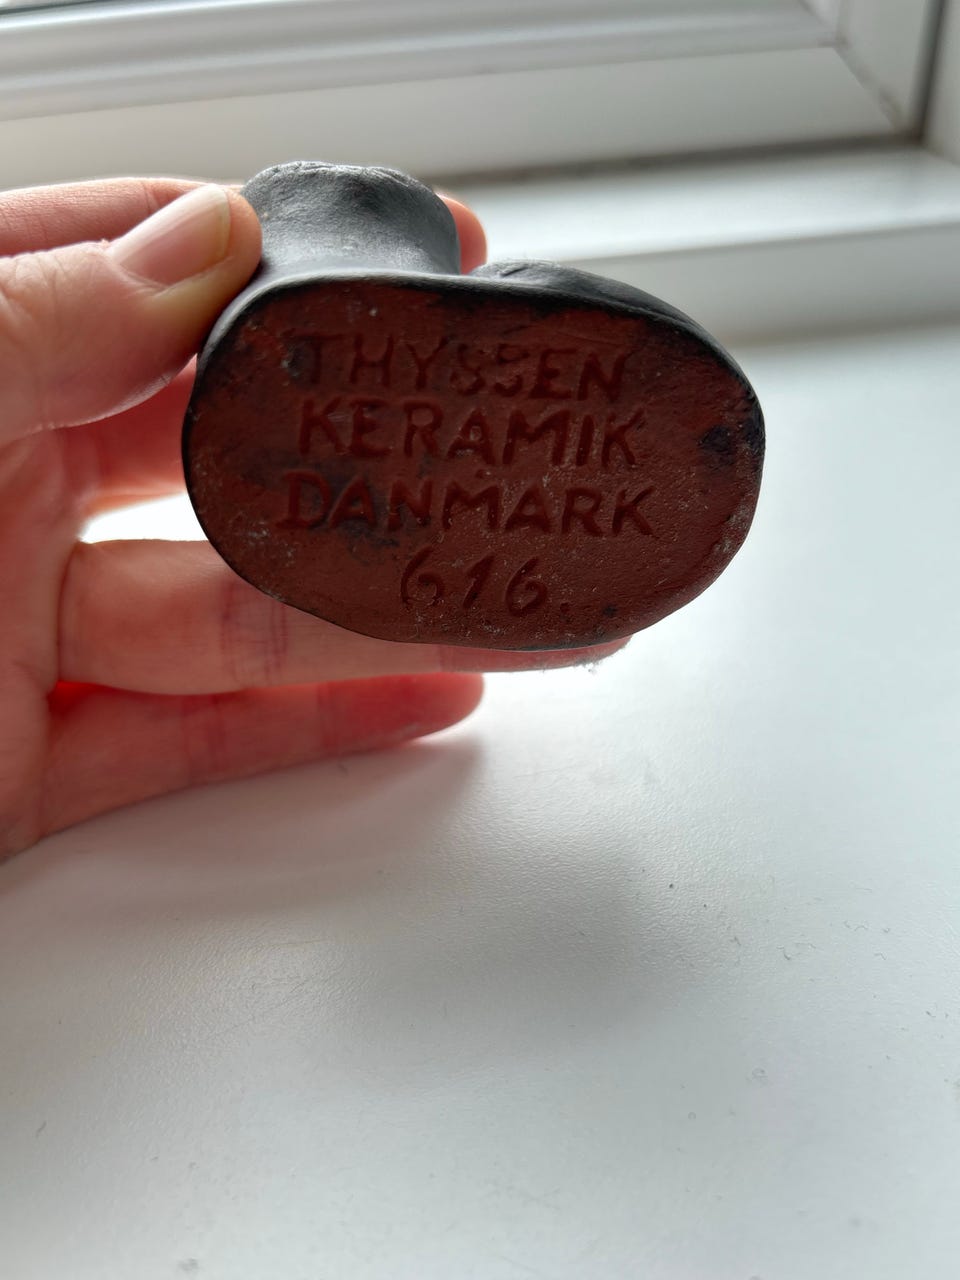 THYSSEN
KERAMIK
DANMARK
616.